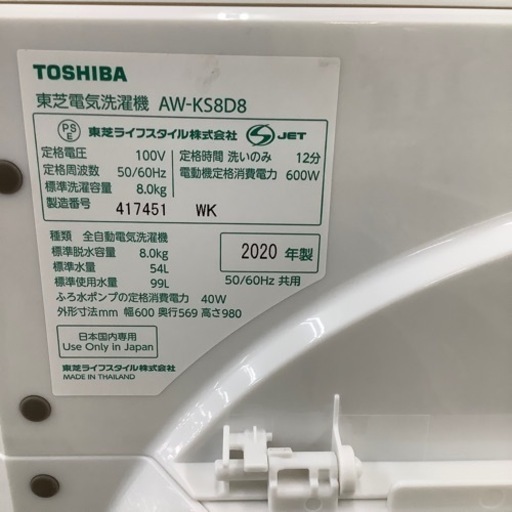 TOSHIBA
東芝電気洗濯機 AW-KS8D8
PS E 東芝ライフスタイル株式会社 S JET
定格電圧 100V 定格時間 洗いのみ 12分
定格周波数 50/60Hz 電動機定格消費電力 600W
標準洗濯容量 8.0kg
製造番号 417451 WK
種類 全自動電気洗濯機
標準脱水容量 8.0kg 2020 年製
標準水量 54L
標準使用水量 99L 50/60Hz 共用
ふろ水ポンプの定格消費電力 40W
外形寸法mm 幅600 奥行569 高さ980
日本国内専用
Use Only in Japan
東芝ライフスタイル株式会社
MADE IN THAILAND